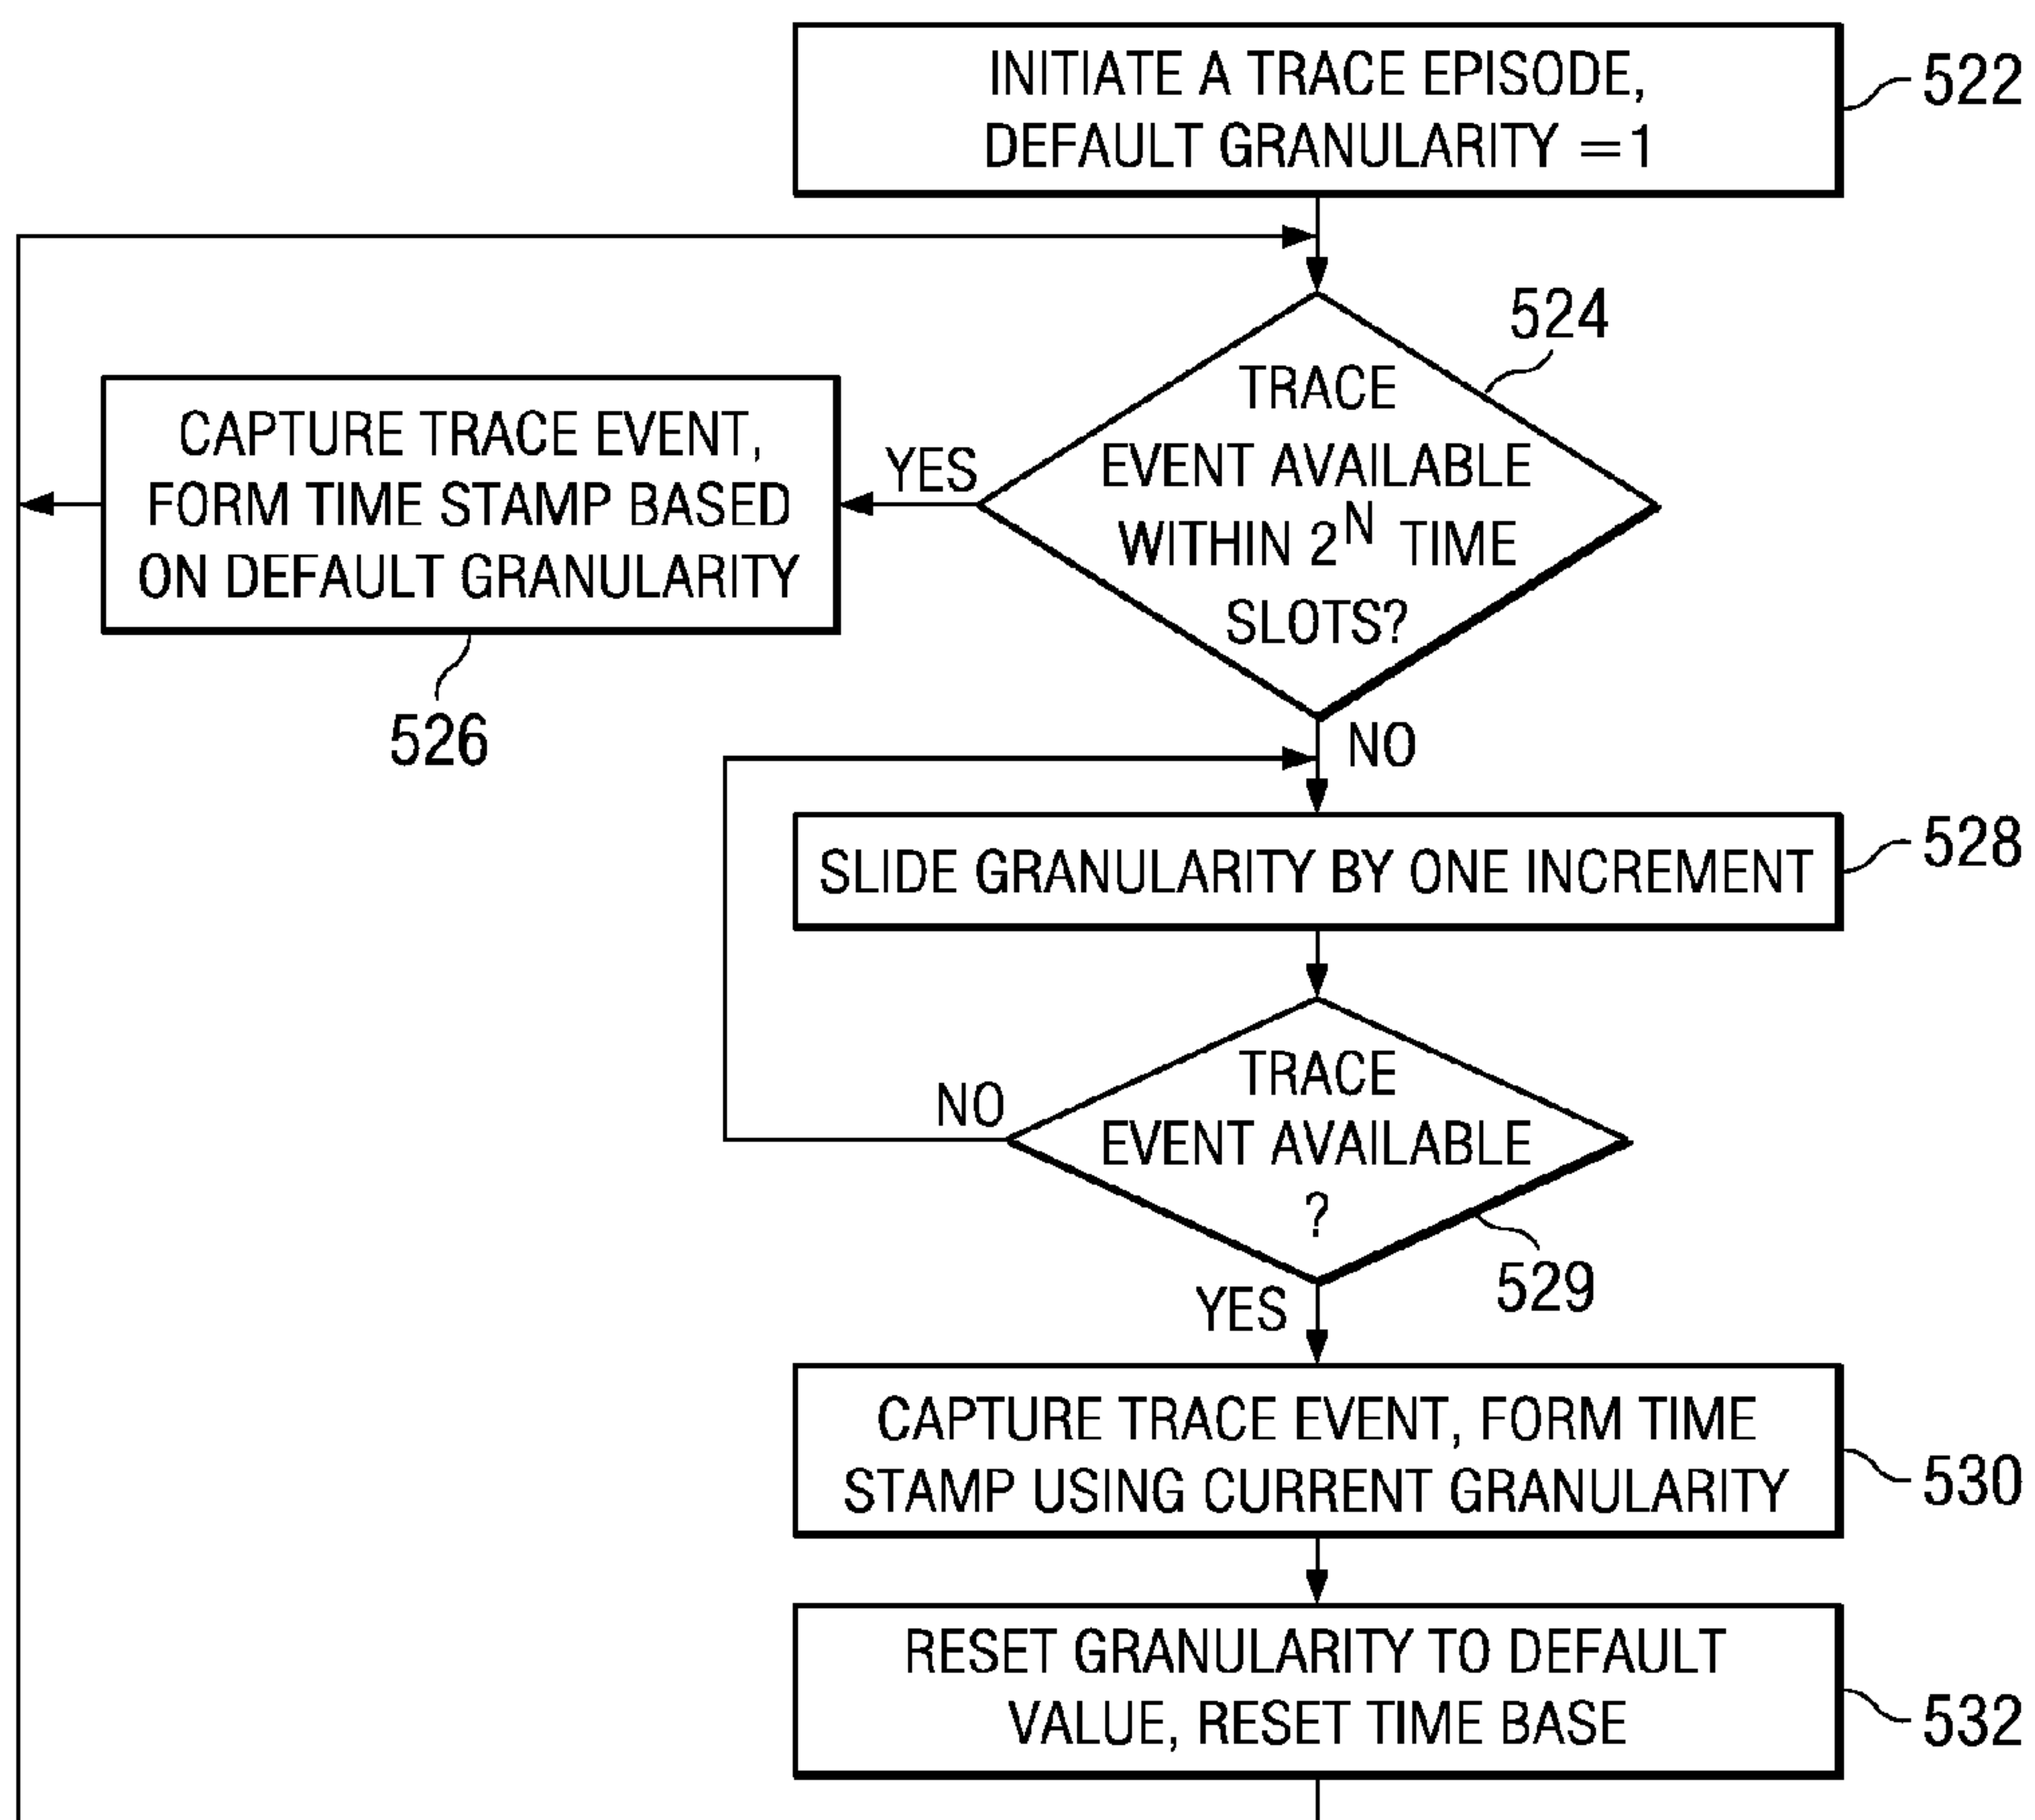 INITIATE A TRACE EPISODE,
DEFAULT GRANULARITY =1
522
524
TRACE
EVENT AVAILABLE
WITHIN 2^N TIME
SLOTS?
YES
CAPTURE TRACE EVENT,
FORM TIME STAMP BASED
ON DEFAULT GRANULARITY
526
NO
SLIDE GRANULARITY BY ONE INCREMENT
528
TRACE
EVENT AVAILABLE
?
NO
529
YES
CAPTURE TRACE EVENT, FORM TIME
STAMP USING CURRENT GRANULARITY
530
RESET GRANULARITY TO DEFAULT
VALUE, RESET TIME BASE
532